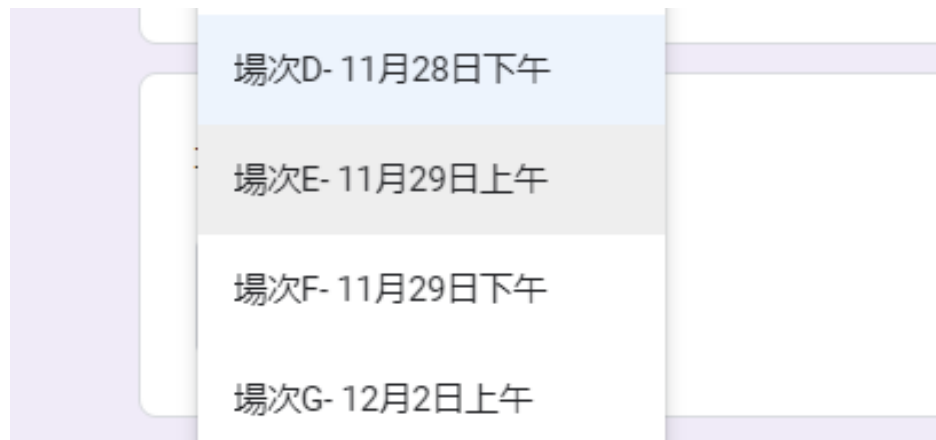 場次D- 11月28日下午
場次E- 11月29日上午
場次F- 11月29日下午
場次G- 12月2日上午